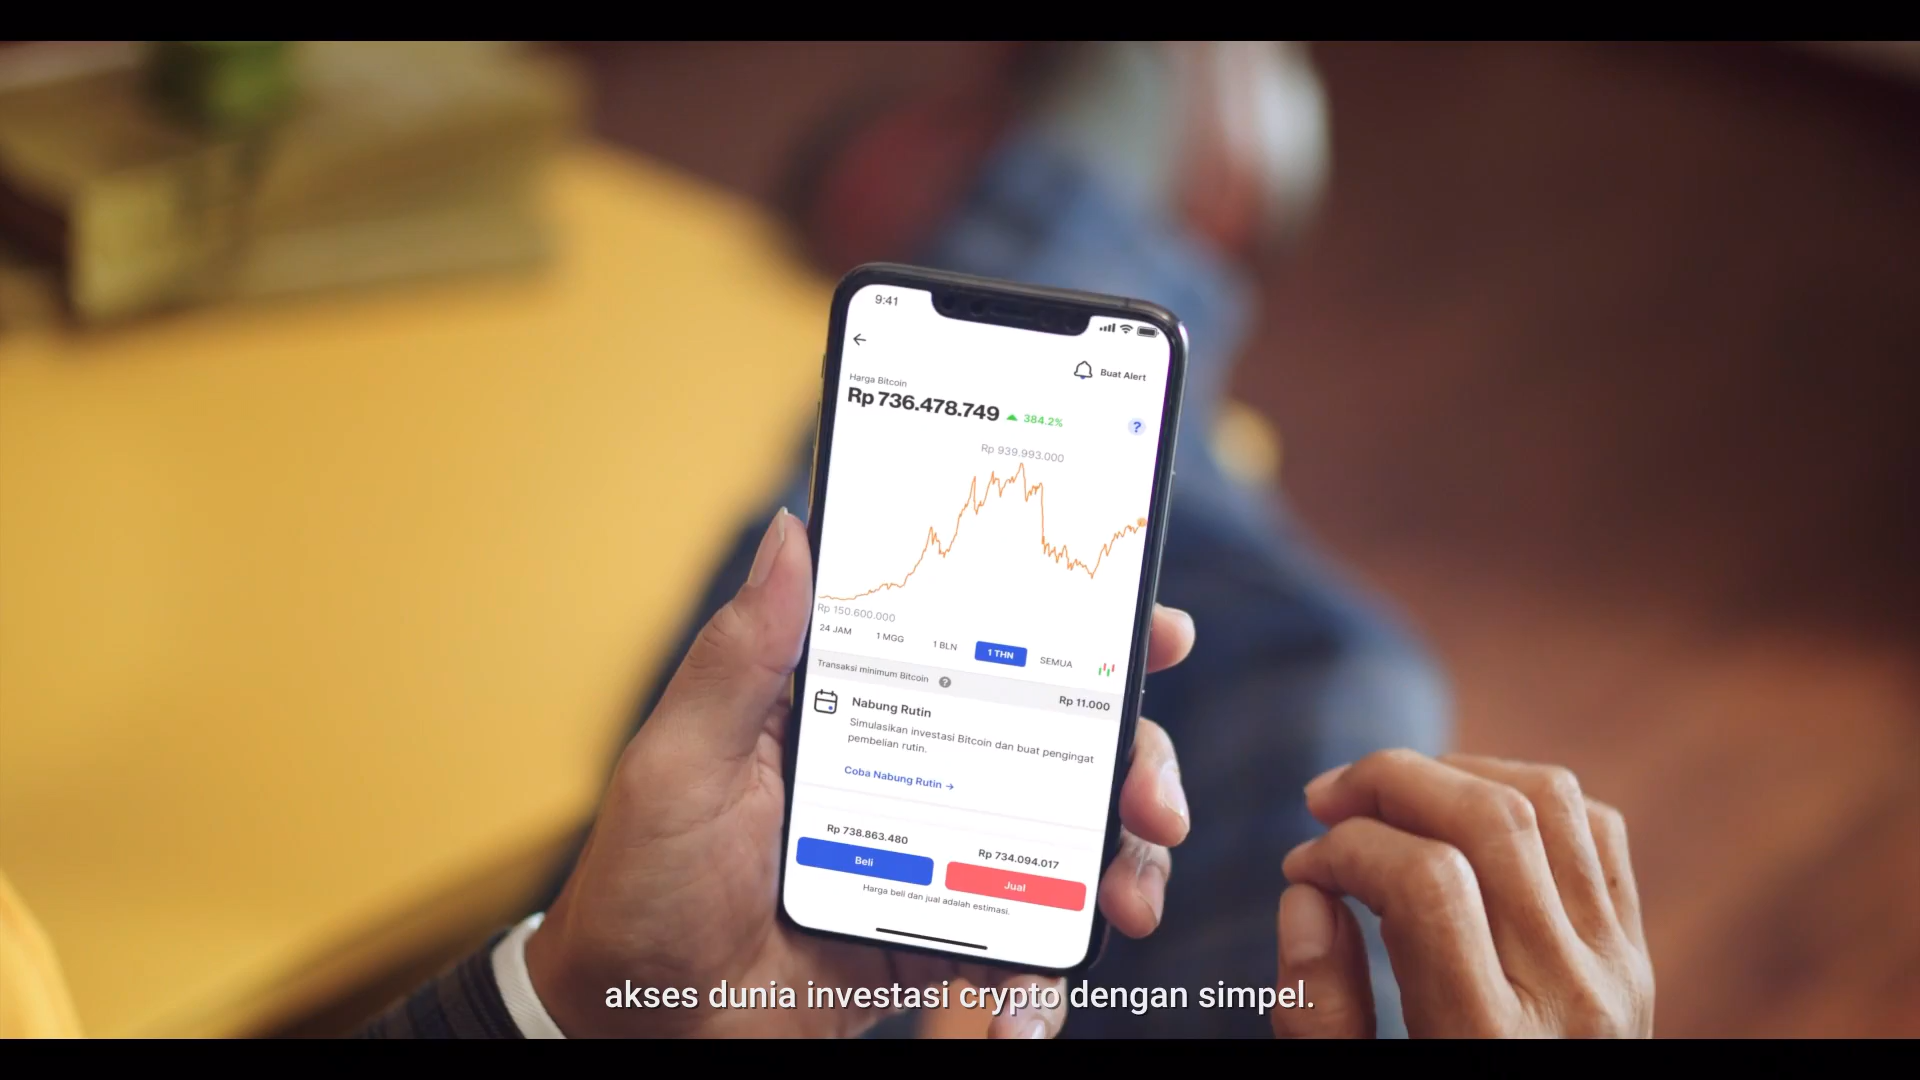 9:41
Buat Alert
Harga Bitcoin
Rp 736.478.749 384.2%
?
Rp 939.993.000
Rp 150.600.000
24 JAM 1 MGG 1 BLN 1 THN SEMUA
Transaksi minimum Bitcoin ? Rp 11.000
Nabung Rutin
Simulasikan investasi Bitcoin dan buat pengingat
pembelian rutin.
Coba Nabung Rutin →
Rp 738.863.480 Rp 734.094.017
Beli Jual
Harga beli dan jual adalah estimasi.
akses dunia investasi crypto dengan simpel.